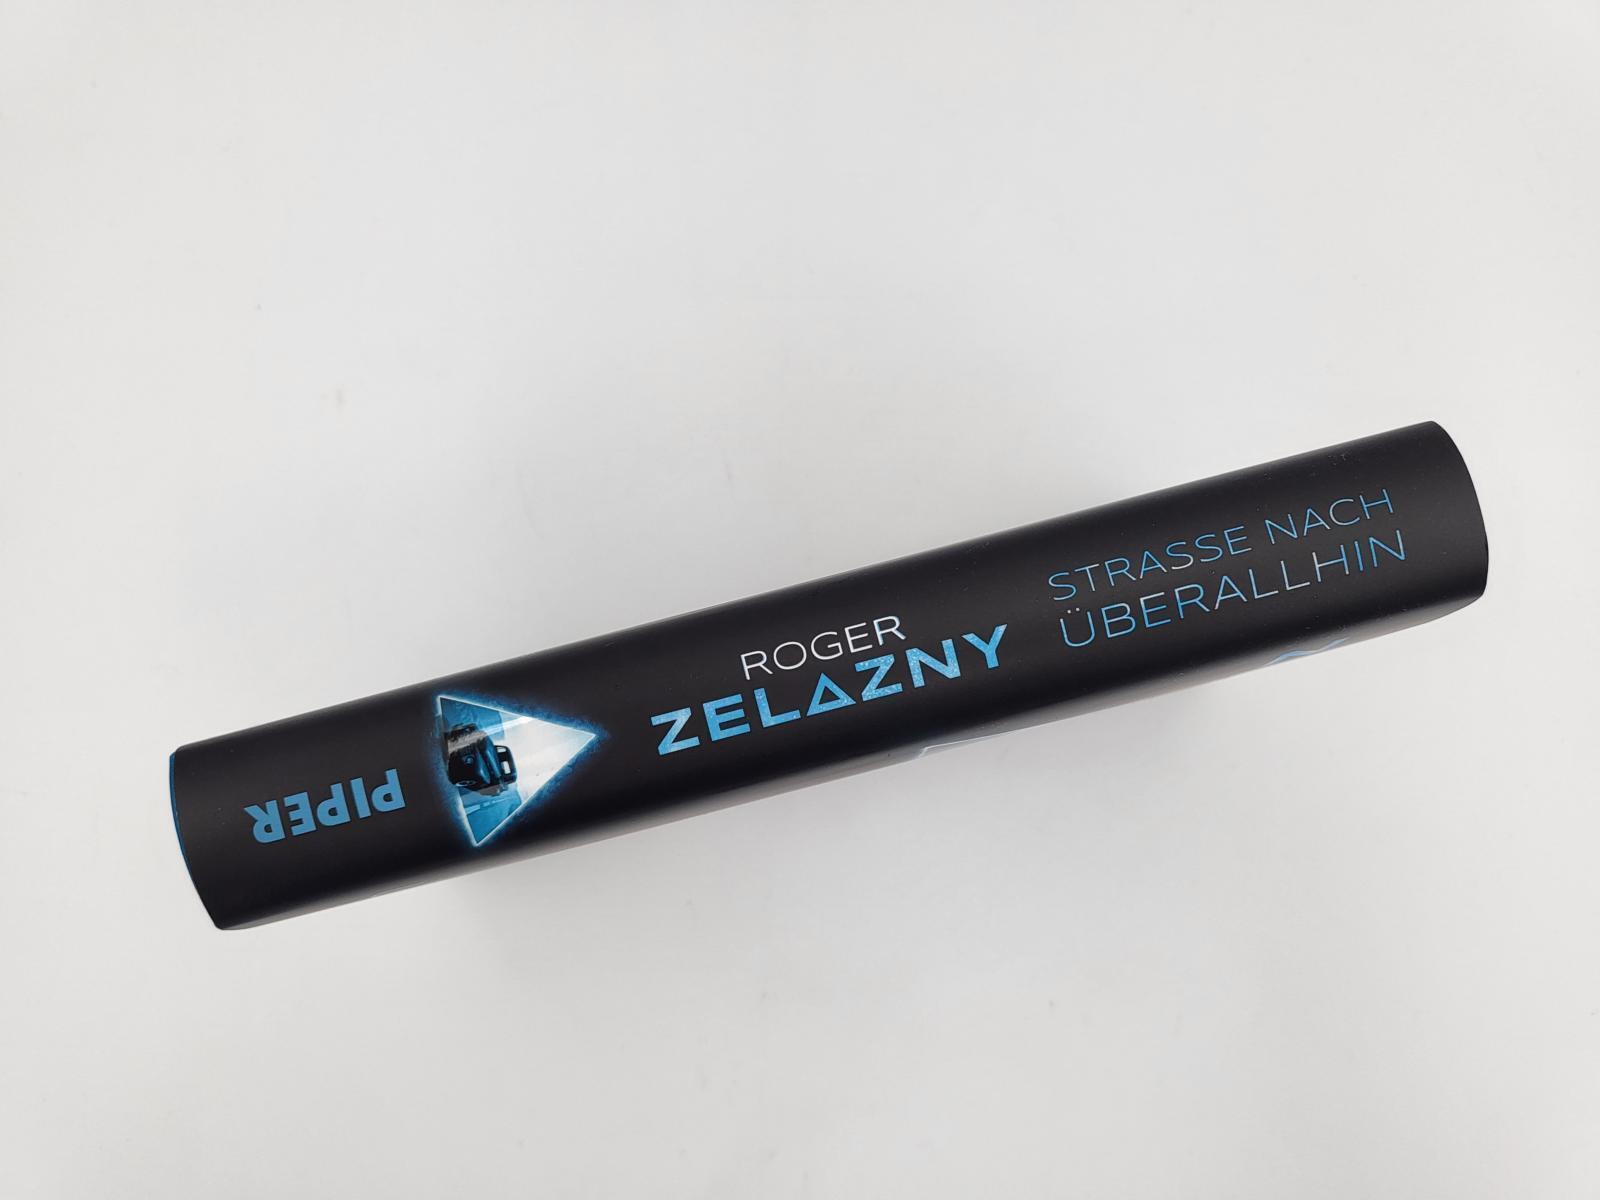 ROGER
ZELAZNY
STRASSE NACH
ÜBERALLHIN
PIPER